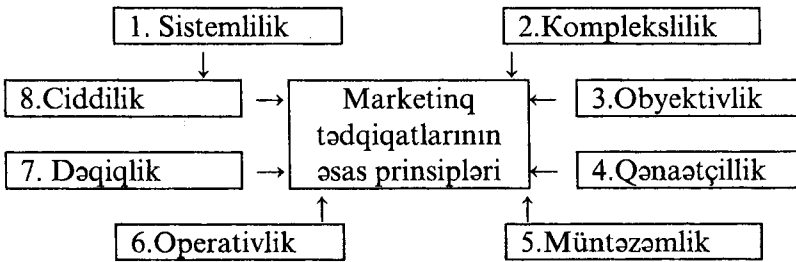 1. Sistemlilik
2.Komplekslilik
8.Ciddilik
Marketinq
tədqiqatlarının
əsas prinsipləri
3.Obyektivlik
7. Dəqiqlik
4.Qənaətçillik
6.Operativlik
5.Müntəzəmlik